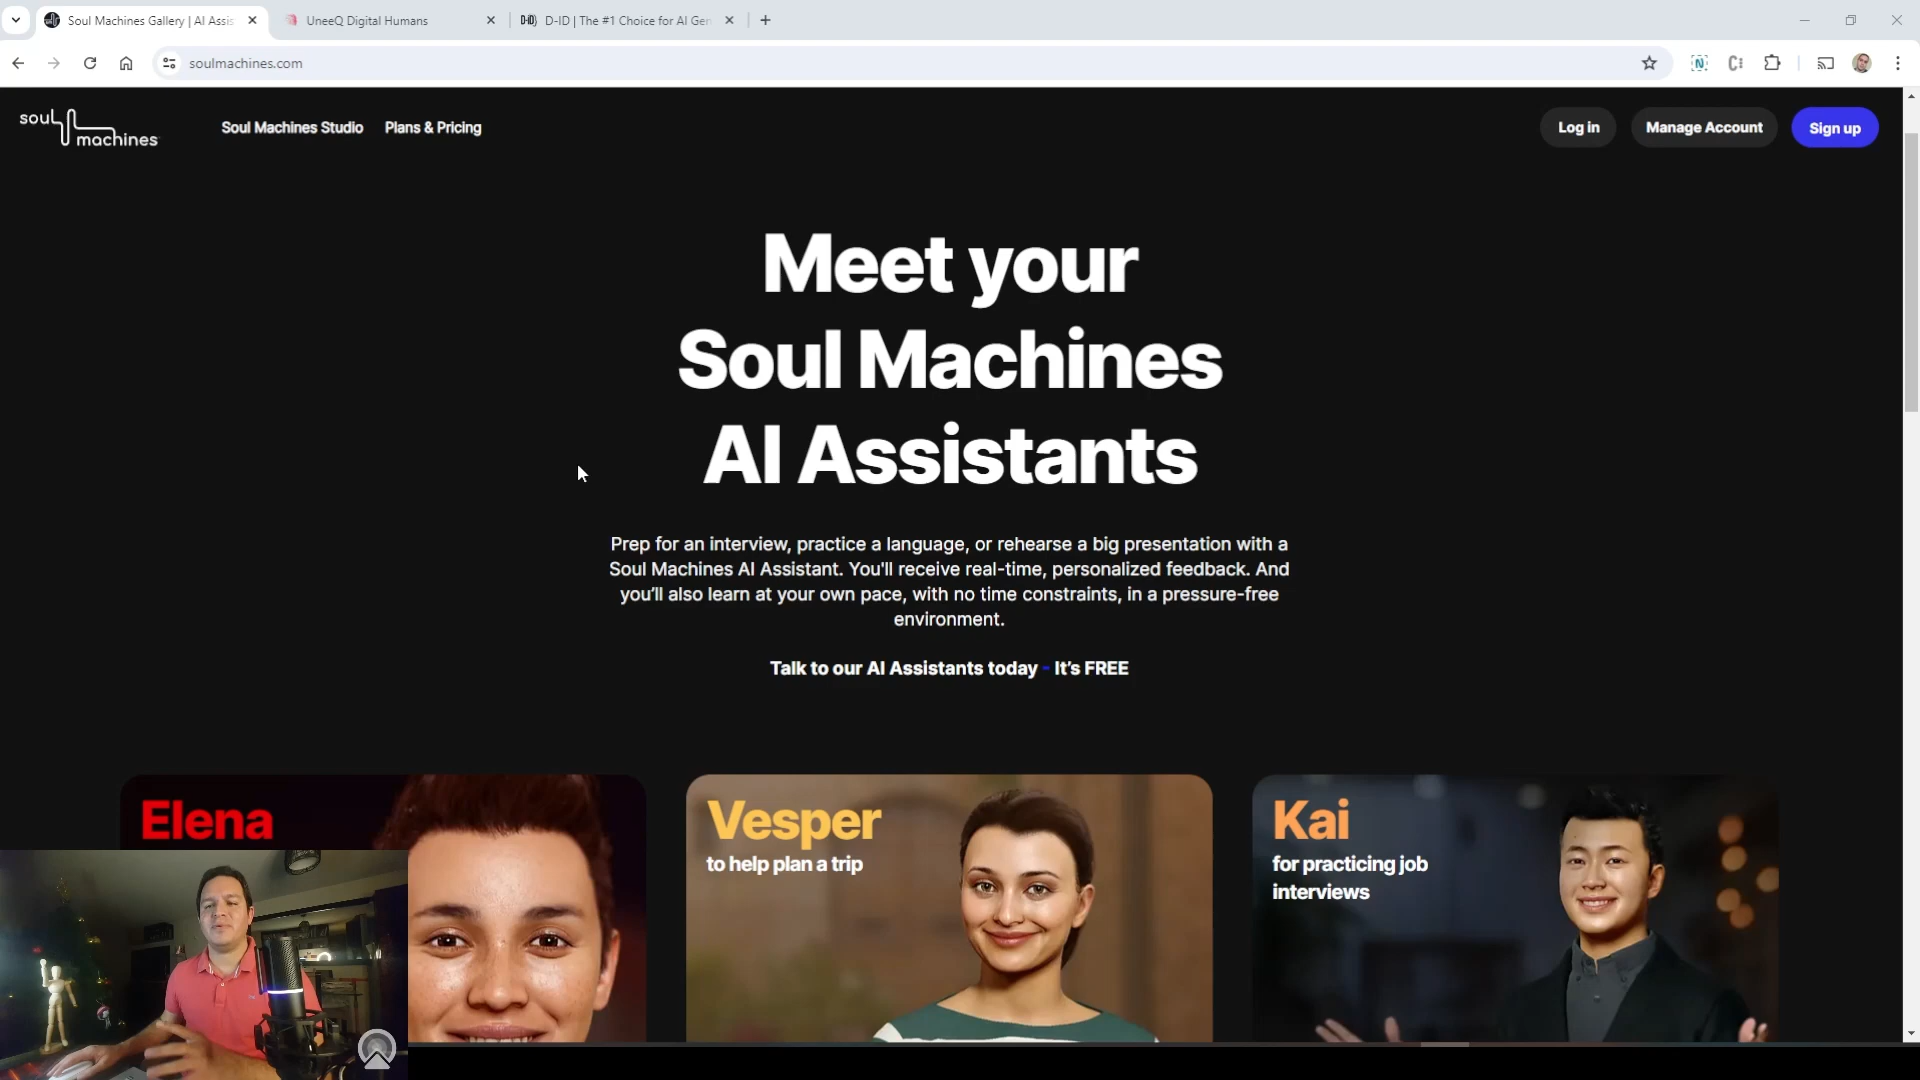 Soul Machines Gallery | AI Assis
UneeQ Digital Humans
D-ID | The #1 Choice for AI Gen
soulmachines.com
soul machines
Soul Machines Studio
Plans & Pricing
Log in
Manage Account
Sign up
Meet your
Soul Machines
AI Assistants
Prep for an interview, practice a language, or rehearse a big presentation with a
Soul Machines AI Assistant. You'll receive real-time, personalized feedback. And
you'll also learn at your own pace, with no time constraints, in a pressure-free
environment.
Talk to our AI Assistants today - It's FREE
Elena
Vesper
to help plan a trip
Kai
for practicing job
interviews